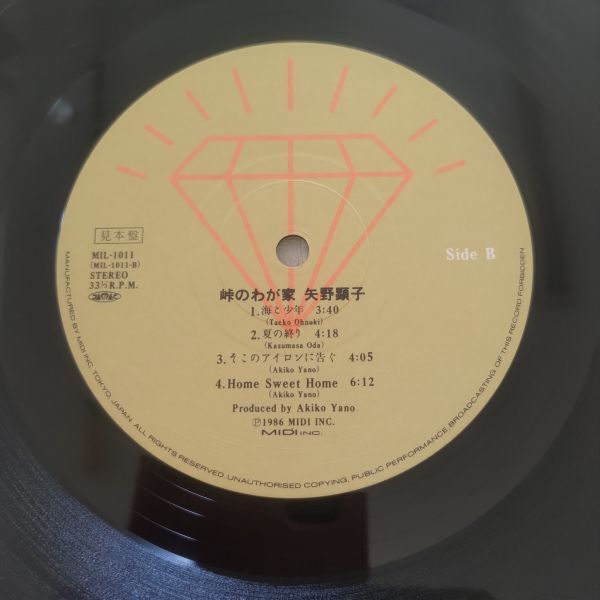 見本盤
MIL-1011
(MIL-1011-B)
STEREO
33⅓ R.P.M.
Side B
峠のわが家 矢野顕子
1.海と少年 3:40
(Taeko Ohnuki)
2.夏の終り 4:18
(Kazumasa Oda)
3.そこのアイロンに告ぐ 4:05
(Akiko Yano)
4.Home Sweet Home 6:12
(Akiko Yano)
Produced by Akiko Yano
Ⓟ1986 MIDI INC.
MIDI INC.
MANUFACTURED BY MIDI INC. TOKYO, JAPAN ALL RIGHTS RESERVED. UNAUTHORISED COPYING, PUBLIC PERFORMANCE, BROADCASTING OF THIS RECORD FORBIDDEN